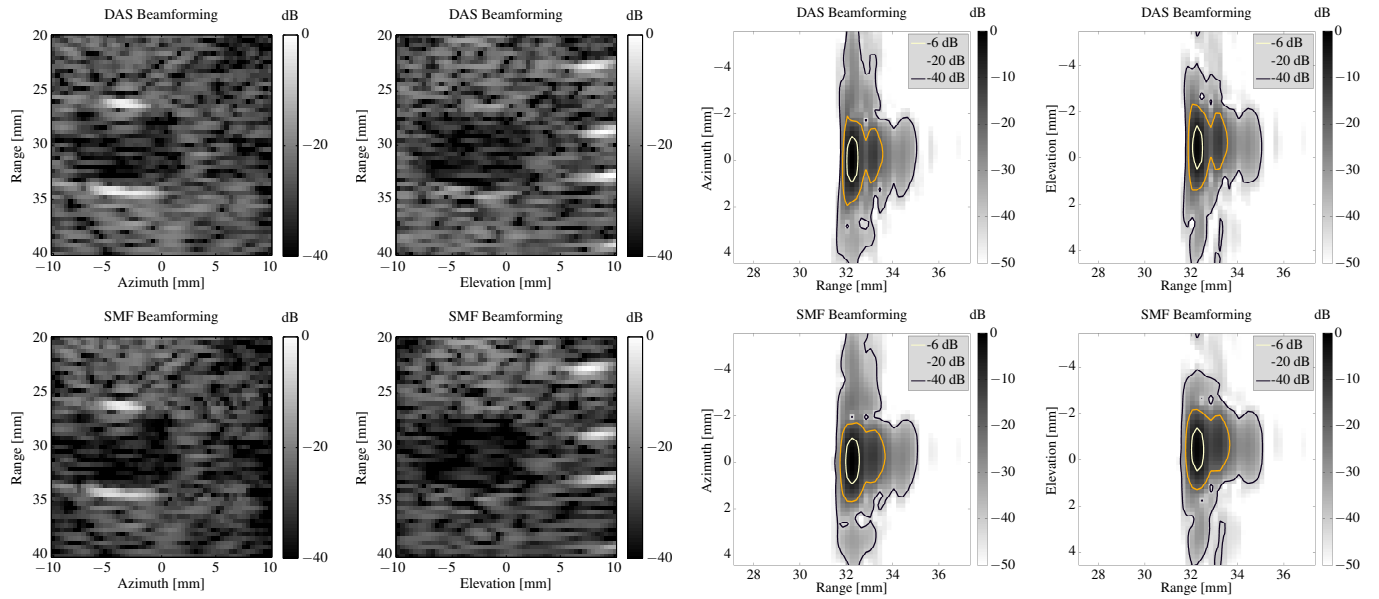 DAS Beamforming dB
20
25
30
35
40
Range [mm]
−10 −5 0 5 10
Azimuth [mm]
0
−20
−40
DAS Beamforming dB
20
25
30
35
40
Range [mm]
−10 −5 0 5 10
Elevation [mm]
0
−20
−40
DAS Beamforming dB
-6 dB
-20 dB
-40 dB
−4
−2
0
2
4
Azimuth [mm]
28 30 32 34 36
Range [mm]
0
−10
−20
−30
−40
−50
DAS Beamforming dB
-6 dB
-20 dB
-40 dB
−4
−2
0
2
4
Elevation [mm]
28 30 32 34 36
Range [mm]
0
−10
−20
−30
−40
−50
SMF Beamforming dB
20
25
30
35
40
Range [mm]
−10 −5 0 5 10
Azimuth [mm]
0
−20
−40
SMF Beamforming dB
20
25
30
35
40
Range [mm]
−10 −5 0 5 10
Elevation [mm]
0
−20
−40
SMF Beamforming dB
-6 dB
-20 dB
-40 dB
−4
−2
0
2
4
Azimuth [mm]
28 30 32 34 36
Range [mm]
0
−10
−20
−30
−40
−50
SMF Beamforming dB
-6 dB
-20 dB
-40 dB
−4
−2
0
2
4
Elevation [mm]
28 30 32 34 36
Range [mm]
0
−10
−20
−30
−40
−50